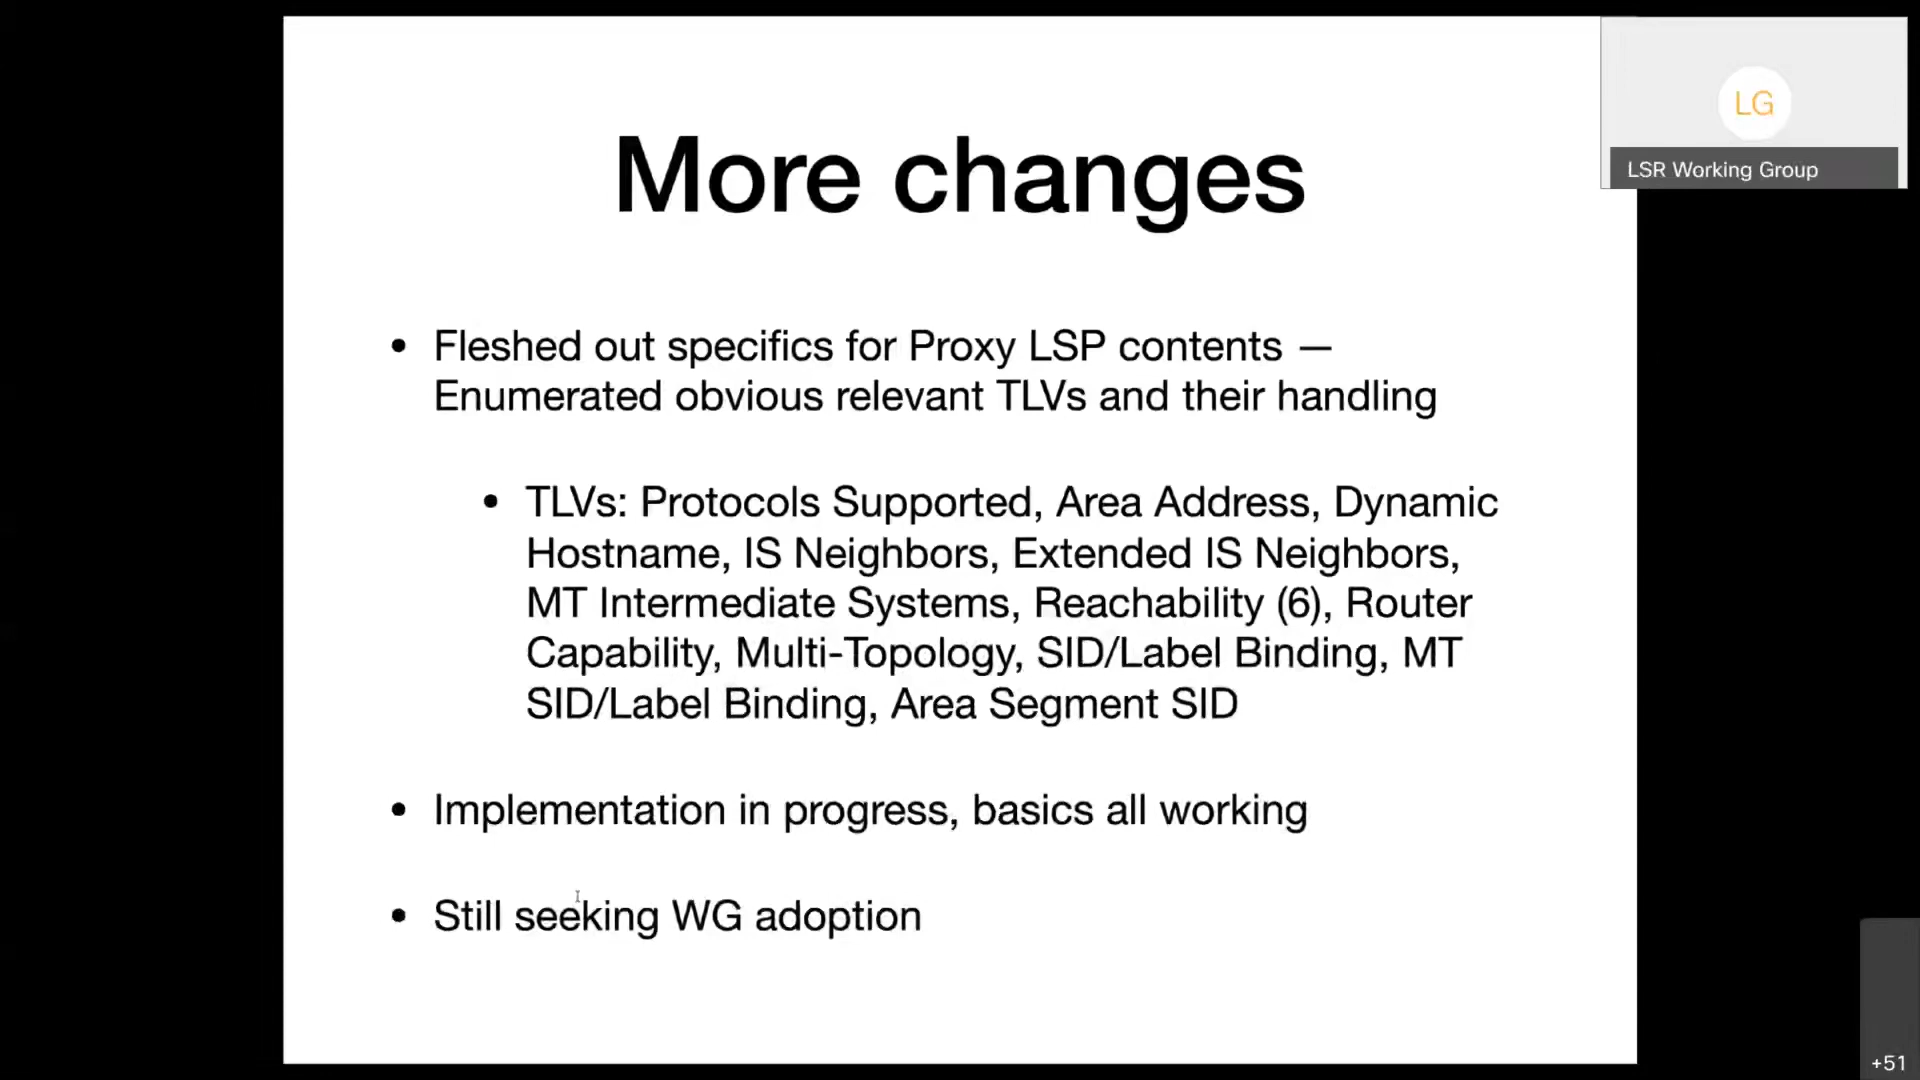 More changes
LG
LSR Working Group
• Fleshed out specifics for Proxy LSP contents —
Enumerated obvious relevant TLVs and their handling
• TLVs: Protocols Supported, Area Address, Dynamic
Hostname, IS Neighbors, Extended IS Neighbors,
MT Intermediate Systems, Reachability (6), Router
Capability, Multi-Topology, SID/Label Binding, MT
SID/Label Binding, Area Segment SID
• Implementation in progress, basics all working
• Still seeking WG adoption
+51